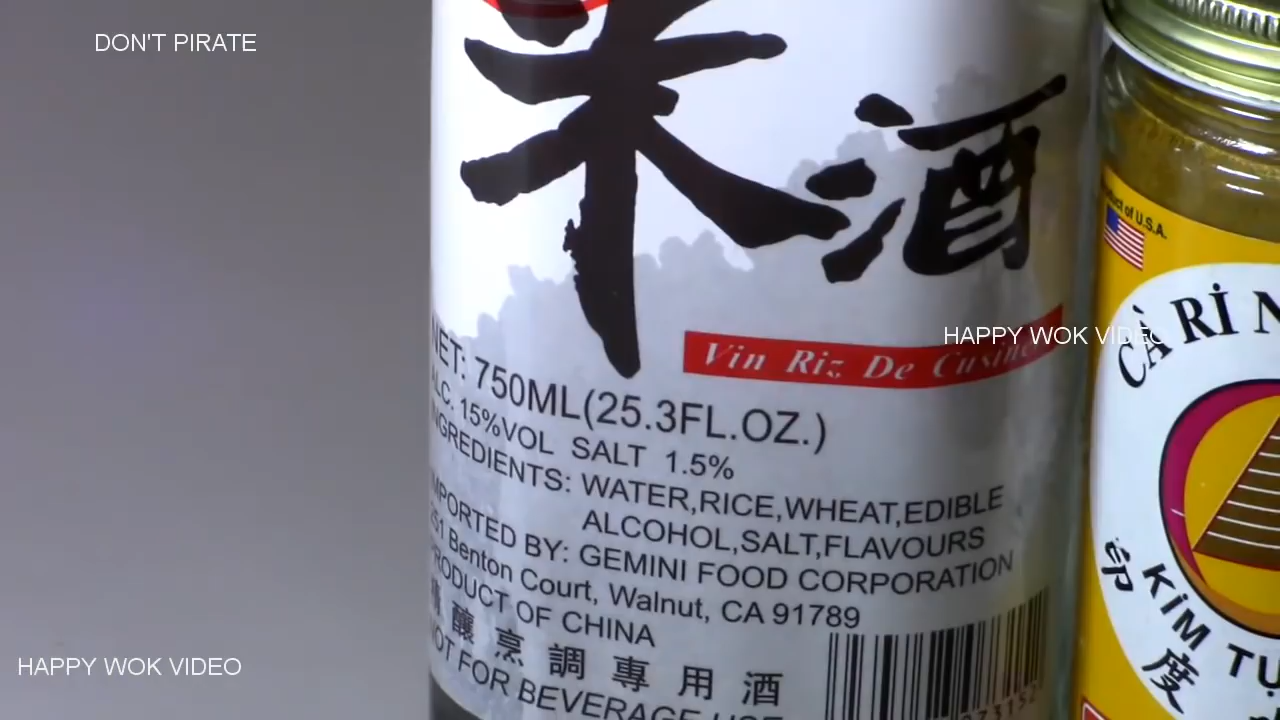 DON'T PIRATE
米酒
Vin Riz De Cusine
NET: 750ML(25.3FL.OZ.)
ALC. 15%VOL SALT 1.5%
INGREDIENTS: WATER,RICE,WHEAT,EDIBLE
ALCOHOL,SALT,FLAVOURS
IMPORTED BY: GEMINI FOOD CORPORATION
Benton Court, Walnut, CA 91789
PRODUCT OF CHINA
釀烹調專用酒
NOT FOR BEVERAGE USE
of U.S.A.
CÀ RI
HAPPY WOK VIDEO
印度
KIM TỰ
HAPPY WOK VIDEO